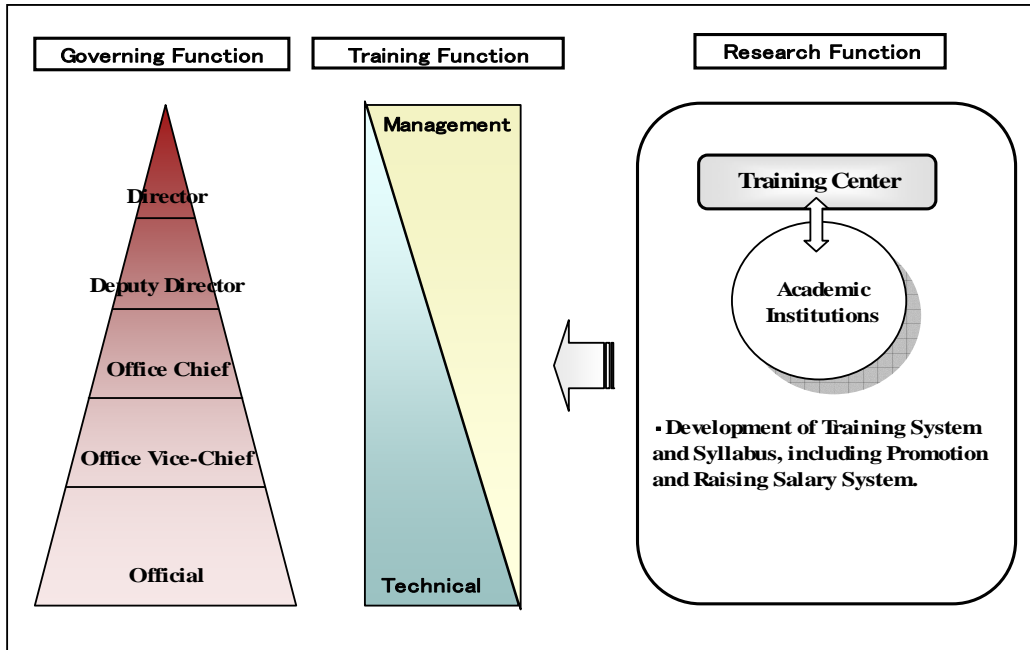 Governing Function
Training Function
Research Function
Director
Deputy Director
Office Chief
Office Vice-Chief
Official
Management
Technical
Training Center
Academic
Institutions
▪ Development of Training System
and Syllabus, including Promotion
and Raising Salary System.